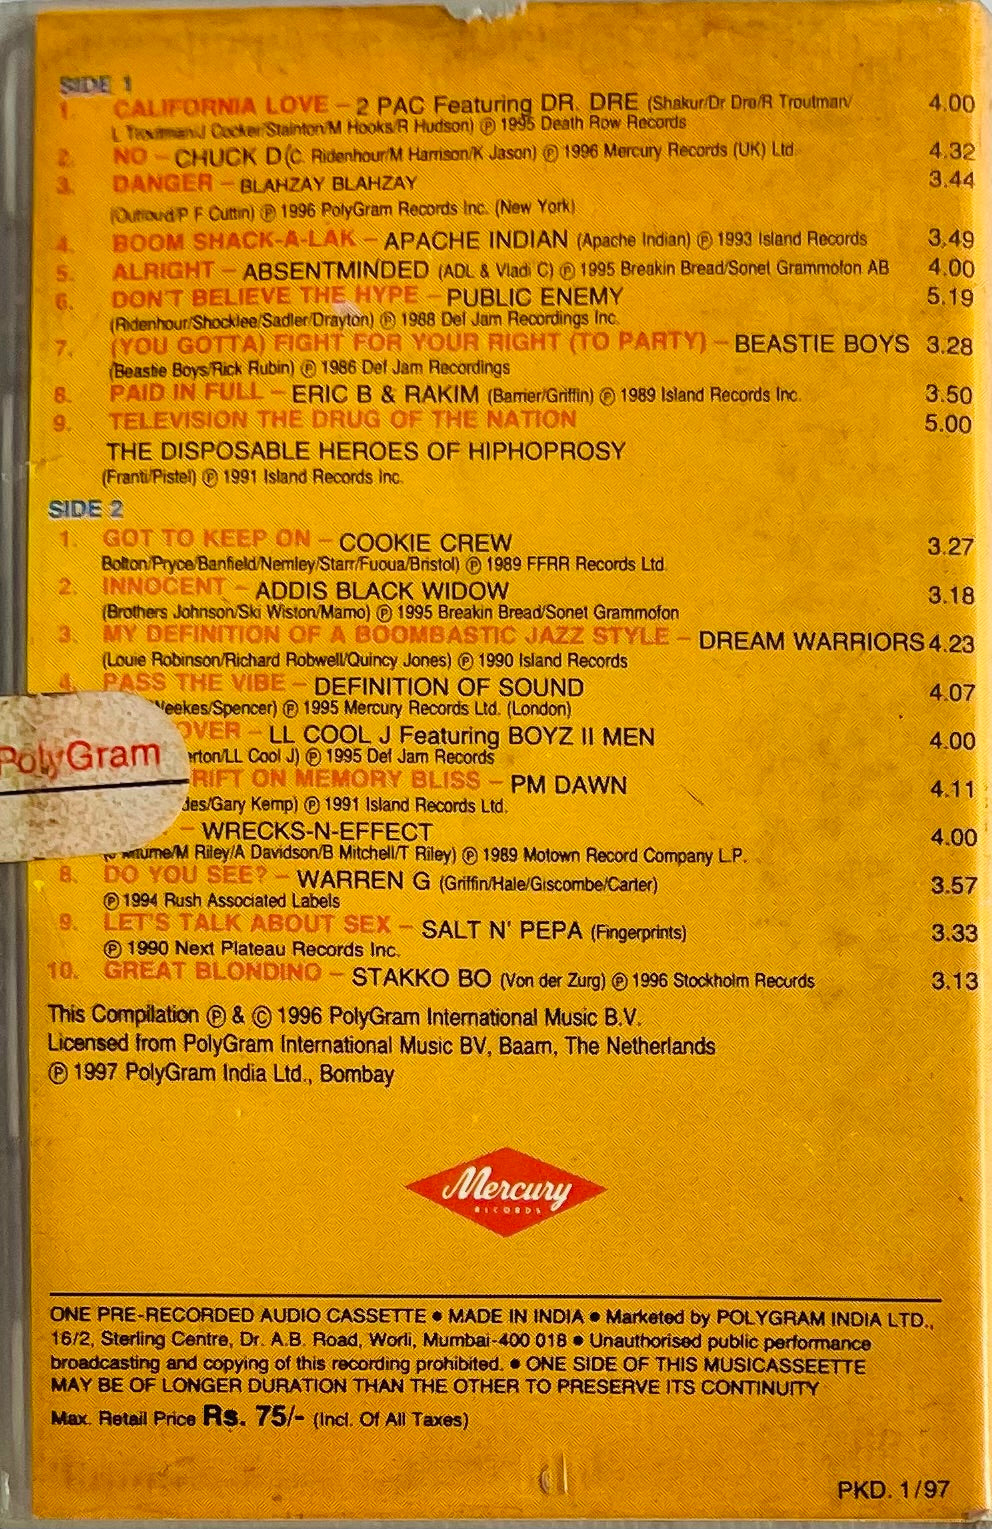 SIDE 1
1. CALIFORNIA LOVE – 2 PAC Featuring DR. DRE (Shakur/Dr Dre/R Troutman/ 4.00
L Troutman/J Cocker/Stainton/M Hooks/R Hudson) ℗ 1995 Death Row Records
2. NO – CHUCK D (C. Ridenhour/M Harrison/K Jason) ℗ 1996 Mercury Records (UK) Ltd. 4.32
3. DANGER – BLAHZAY BLAHZAY 3.44
(Outloud/P F Cuttin) ℗ 1996 PolyGram Records Inc. (New York)
4. BOOM SHACK-A-LAK – APACHE INDIAN (Apache Indian) ℗ 1993 Island Records 3.49
5. ALRIGHT – ABSENTMINDED (ADL & Vladi C) ℗ 1995 Breakin Bread/Sonet Grammofon AB 4.00
6. DON'T BELIEVE THE HYPE – PUBLIC ENEMY 5.19
(Ridenhour/Shocklee/Sadler/Drayton) ℗ 1988 Def Jam Recordings Inc.
7. (YOU GOTTA) FIGHT FOR YOUR RIGHT (TO PARTY) – BEASTIE BOYS 3.28
(Beastie Boys/Rick Rubin) ℗ 1986 Def Jam Recordings
8. PAID IN FULL – ERIC B & RAKIM (Barrier/Griffin) ℗ 1989 Island Records Inc. 3.50
9. TELEVISION THE DRUG OF THE NATION 5.00
THE DISPOSABLE HEROES OF HIPHOPROSY
(Franti/Pistel) ℗ 1991 Island Records Inc.
SIDE 2
1. GOT TO KEEP ON – COOKIE CREW 3.27
Bolton/Pryce/Banfield/Nemley/Starr/Fuoua/Bristol) ℗ 1989 FFRR Records Ltd.
2. INNOCENT – ADDIS BLACK WIDOW 3.18
(Brothers Johnson/Ski Wiston/Mamo) ℗ 1995 Breakin Bread/Sonet Grammofon
3. MY DEFINITION OF A BOOMBASTIC JAZZ STYLE – DREAM WARRIORS 4.23
(Louie Robinson/Richard Robwell/Quincy Jones) ℗ 1990 Island Records
4. PASS THE VIBE – DEFINITION OF SOUND 4.07
/Spencer) ℗ 1995 Mercury Records Ltd. (London)
OVER – LL COOL J Featuring BOYZ II MEN 4.00
/LL Cool J) ℗ 1995 Def Jam Records
PolyGram
ON MEMORY BLISS – PM DAWN 4.11
/Gary Kemp) ℗ 1991 Island Records Ltd.
– WRECKS-N-EFFECT 4.00
/M Riley/A Davidson/B Mitchell/T Riley) ℗ 1989 Motown Record Company L.P.
8. DO YOU SEE? – WARREN G (Griffin/Hale/Giscombe/Carter) 3.57
℗ 1994 Rush Associated Labels
9. LET'S TALK ABOUT SEX – SALT N' PEPA (Fingerprints) 3.33
℗ 1990 Next Plateau Records Inc.
10. GREAT BLONDINO – STAKKO BO (Von der Zurg) ℗ 1996 Stockholm Records 3.13
This Compilation ℗ & © 1996 PolyGram International Music B.V.
Licensed from PolyGram International Music BV, Baarn, The Netherlands
℗ 1997 PolyGram India Ltd., Bombay
Mercury
RECORDS
ONE PRE-RECORDED AUDIO CASSETTE ● MADE IN INDIA ● Marketed by POLYGRAM INDIA LTD.,
16/2, Sterling Centre, Dr. A.B. Road, Worli, Mumbai-400 018 ● Unauthorised public performance
broadcasting and copying of this recording prohibited. ● ONE SIDE OF THIS MUSICASSEETTE
MAY BE OF LONGER DURATION THAN THE OTHER TO PRESERVE ITS CONTINUITY
Max. Retail Price Rs. 75/- (Incl. Of All Taxes)
PKD. 1/97